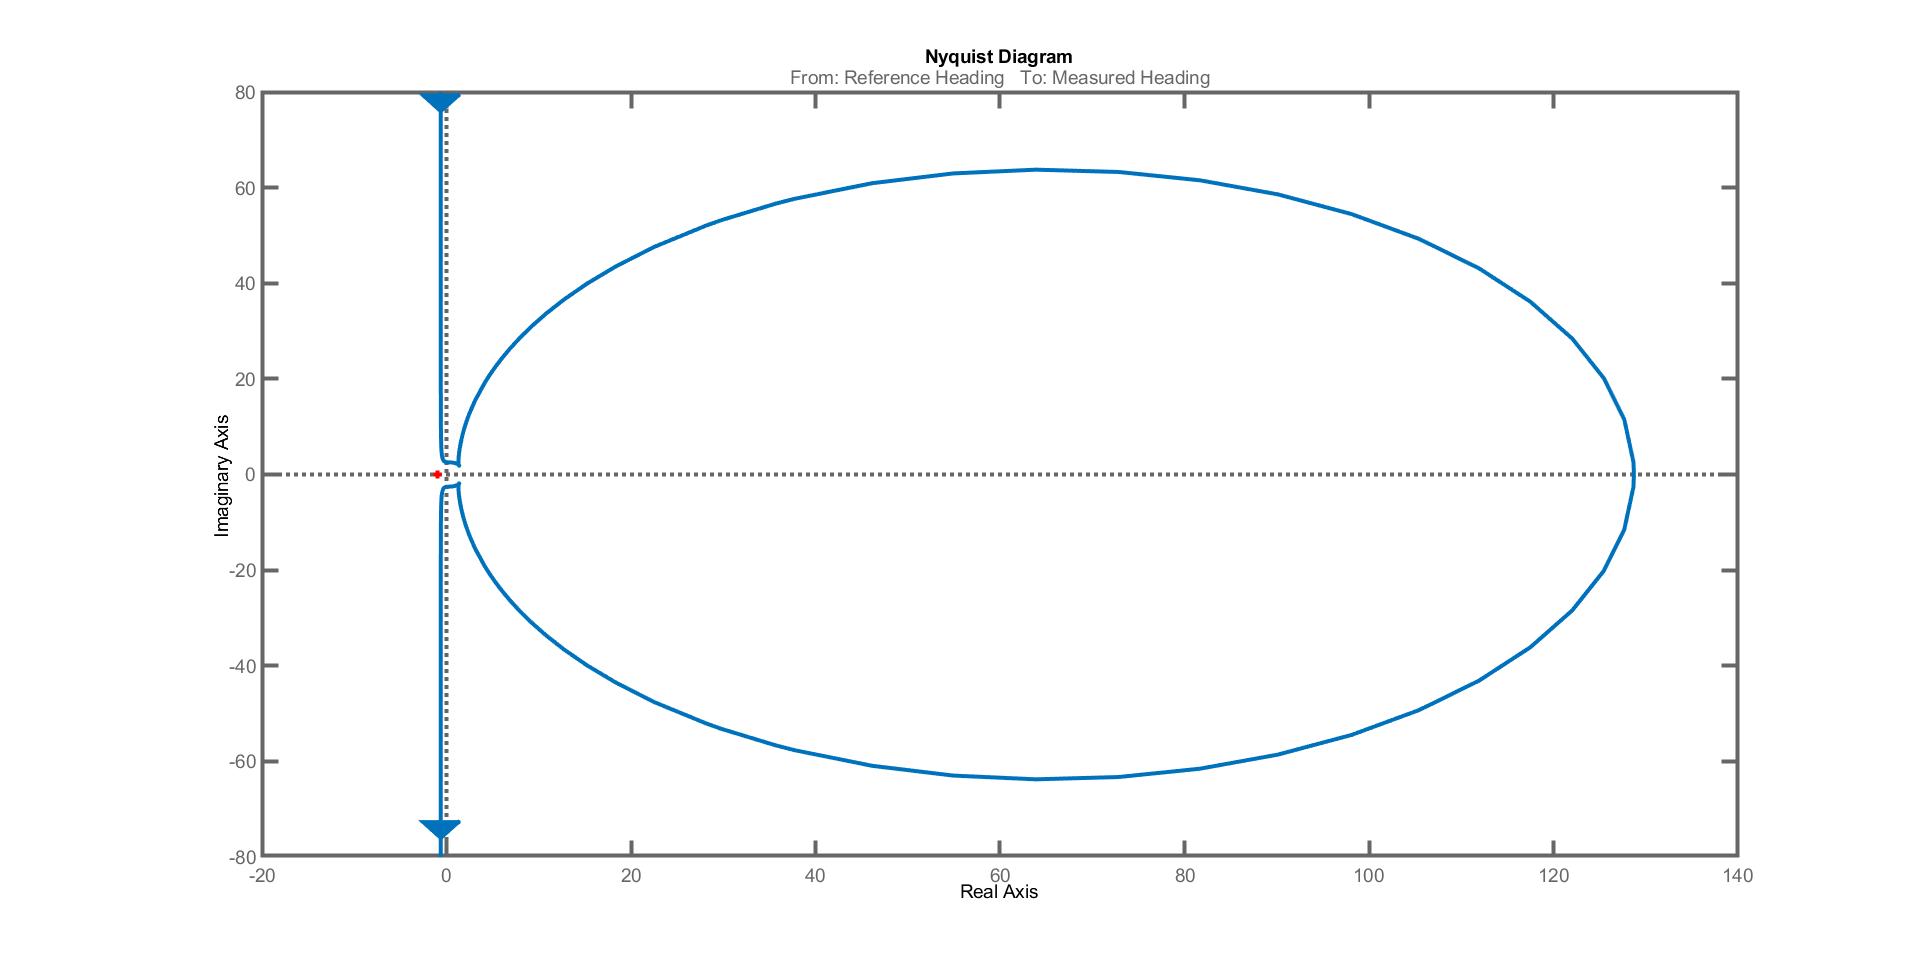 Nyquist Diagram
From: Reference Heading   To: Measured Heading
80
60
40
20
0
-20
-40
-60
-80
Imaginary Axis
-20 0 20 40 60 80 100 120 140
Real Axis